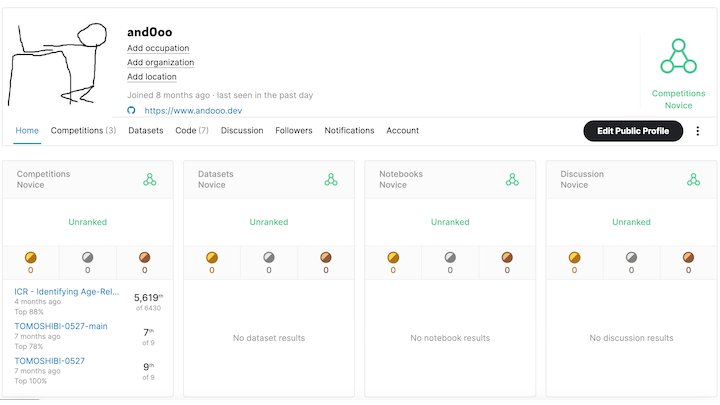 and0oo
Add occupation
Add organization
Add location
Joined 8 months ago · last seen in the past day
https://www.andooo.dev
Competitions
Novice
Home Competitions (3) Datasets Code (7) Discussion Followers Notifications Account Edit Public Profile
Competitions
Novice
Unranked
0 0 0
ICR - Identifying Age-Rel...
4 months ago
Top 88%
5,619th
of 6430
TOMOSHIBI-0527-main
7 months ago
Top 78%
7th
of 9
TOMOSHIBI-0527
7 months ago
Top 100%
9th
of 9
Datasets
Novice
Unranked
0 0 0
No dataset results
Notebooks
Novice
Unranked
0 0 0
No notebook results
Discussion
Novice
Unranked
0 0 0
No discussion results